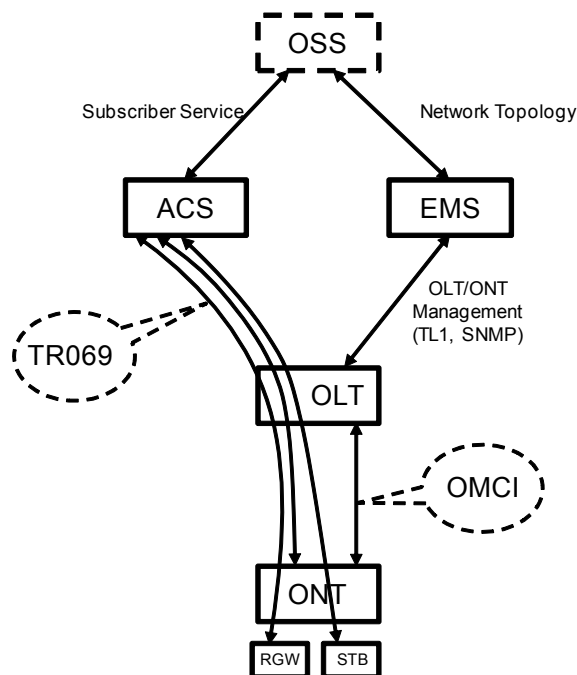 OSS
Subscriber Service
Network Topology
ACS
EMS
OLT/ONT
Management
(TL1, SNMP)
TR069
OLT
OMCI
ONT
RGW
STB